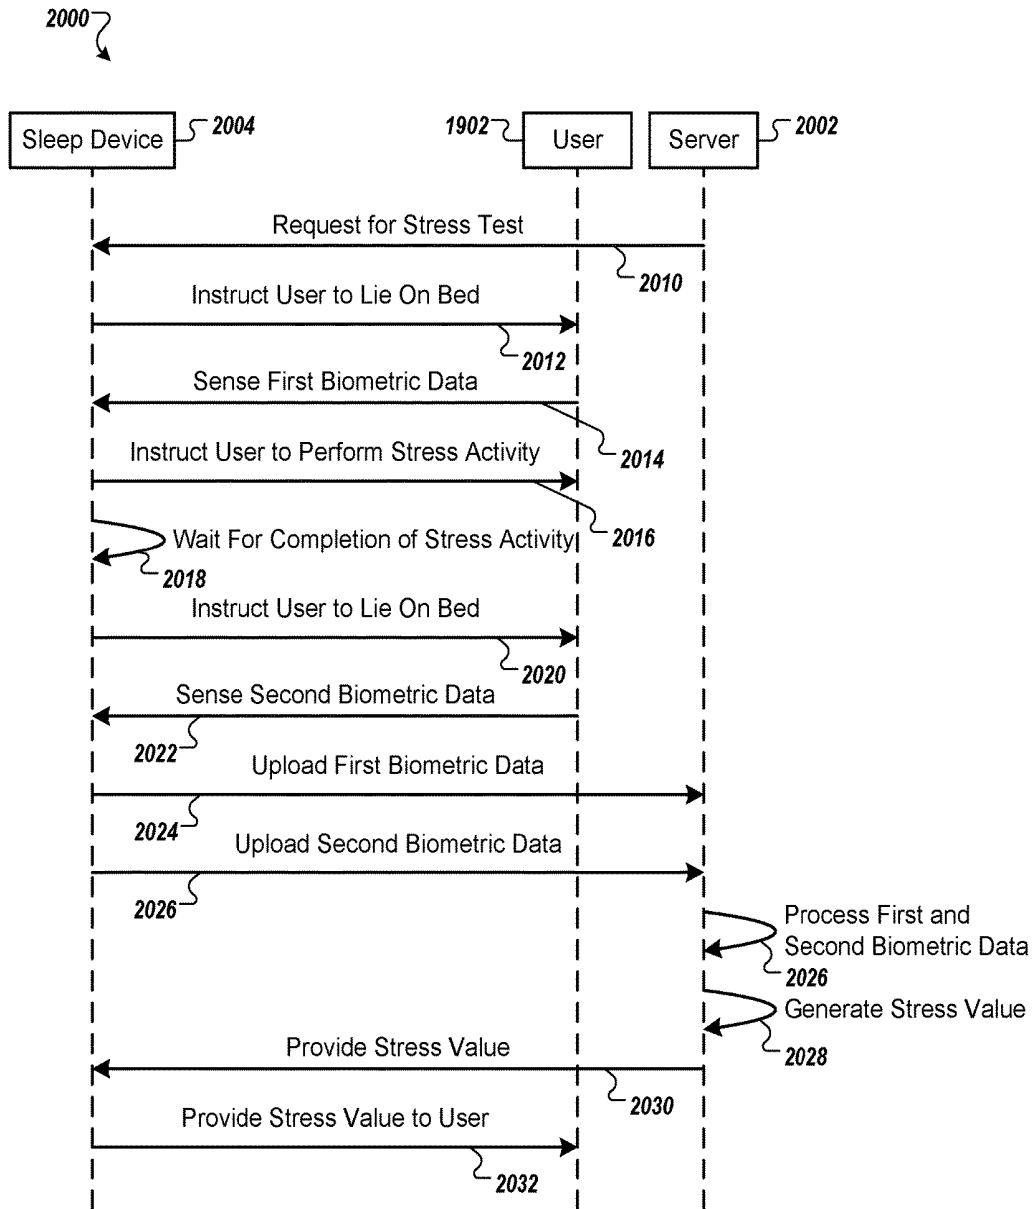 2000
Sleep Device
2004
1902
User
Server
2002
Request for Stress Test
2010
Instruct User to Lie On Bed
2012
Sense First Biometric Data
2014
Instruct User to Perform Stress Activity
2016
Wait For Completion of Stress Activity
2018
Instruct User to Lie On Bed
2020
Sense Second Biometric Data
2022
Upload First Biometric Data
2024
Upload Second Biometric Data
2026
Process First and
Second Biometric Data
2026
Generate Stress Value
2028
Provide Stress Value
2030
Provide Stress Value to User
2032